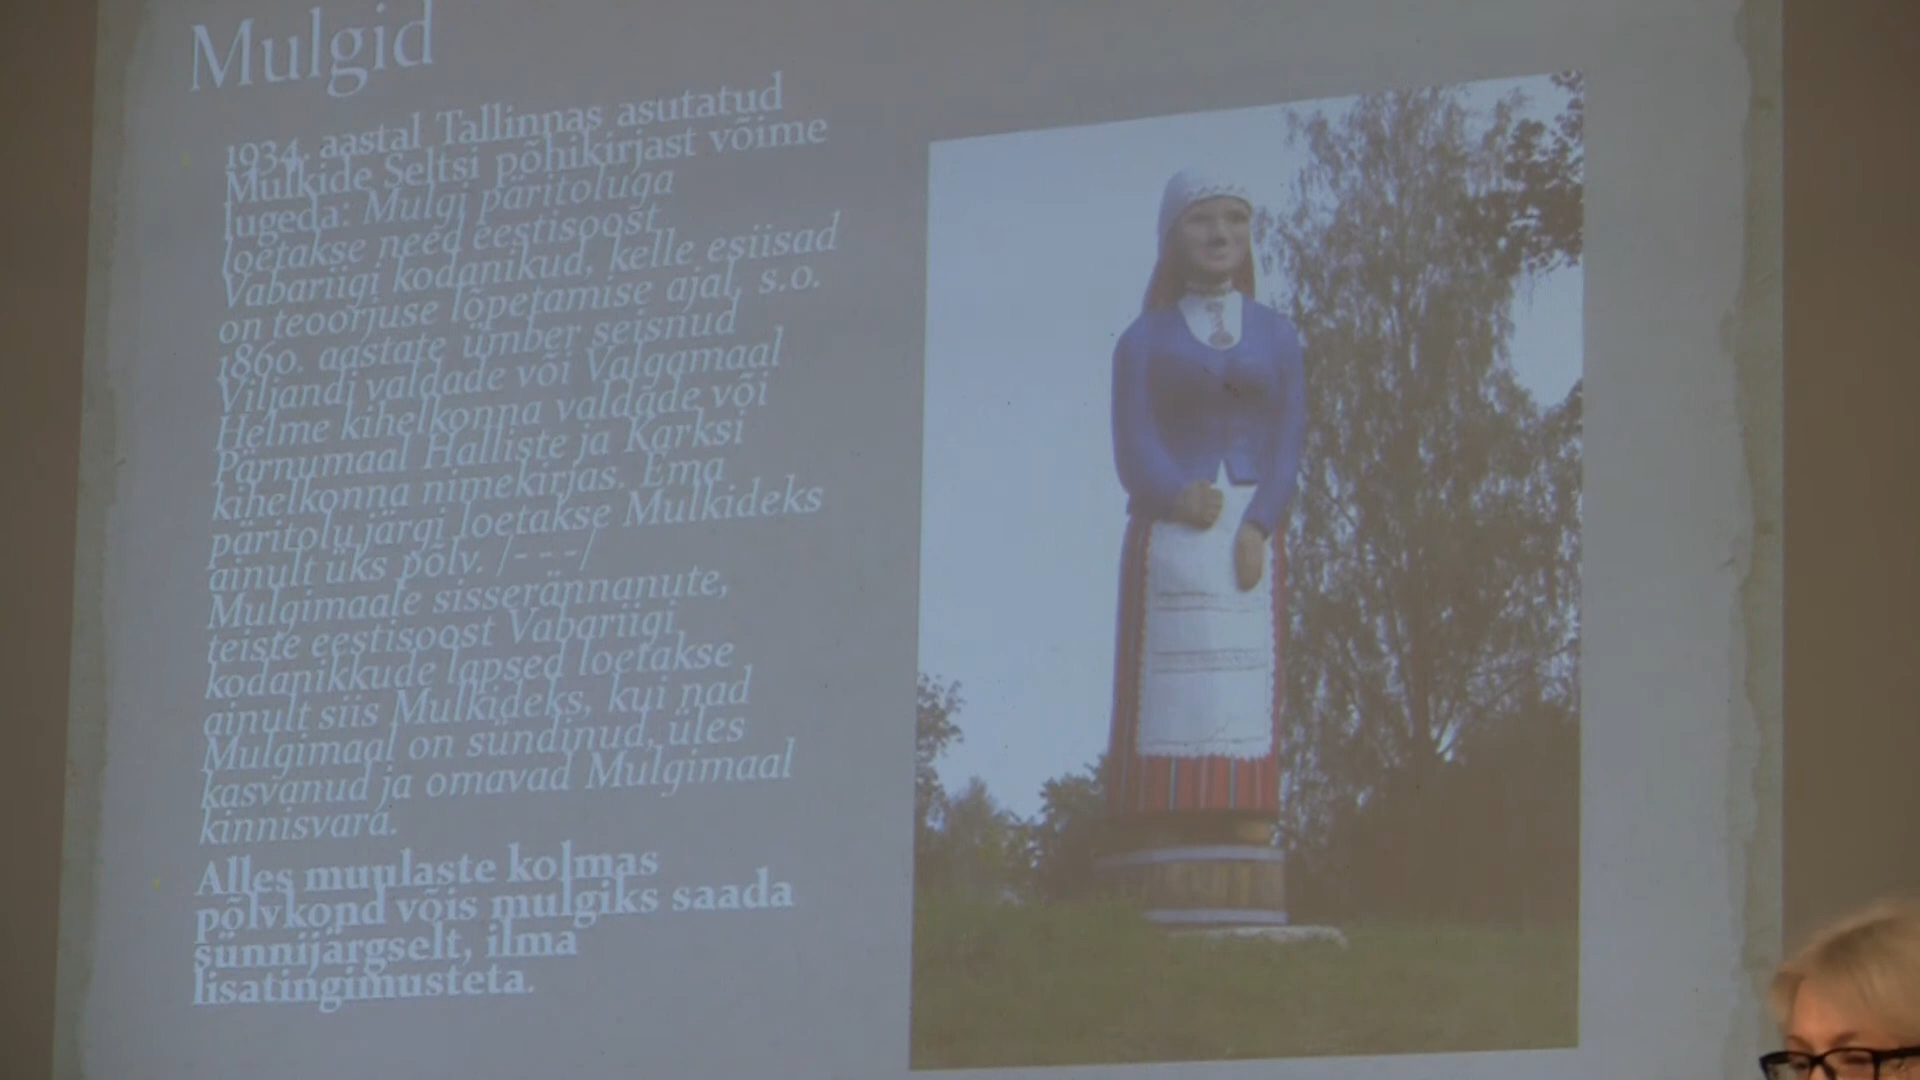 Mulgid
1934. aastal Tallinnas asutatud
Mulkide Seltsi põhikirjast võime
lugeda: Mulgi päritoluga
loetakse need eestisoost
Vabariigi kodanikud, kelle esiisad
on teoorjuse lõpetamise ajal, s.o.
1860. aastate ümber seisnud
Viljandi valdade või Valgamaal
Helme kihelkonna valdade või
Pärnumaal Halliste ja Karksi
kihelkonna nimekirjas. Ema
päritolu järgi loetakse Mulkideks
ainult üks põlv. /- - -/
Mulgimaale sisserännanute,
teiste eestisoost Vabariigi
kodanikkude lapsed loetakse
ainult siis Mulkideks, kui nad
Mulgimaal on sündinud, üles
kasvanud ja omavad Mulgimaal
kinnisvara.
Alles muulaste kolmas
põlvkond võis mulgiks saada
sünnijärgselt, ilma
lisatingimusteta.